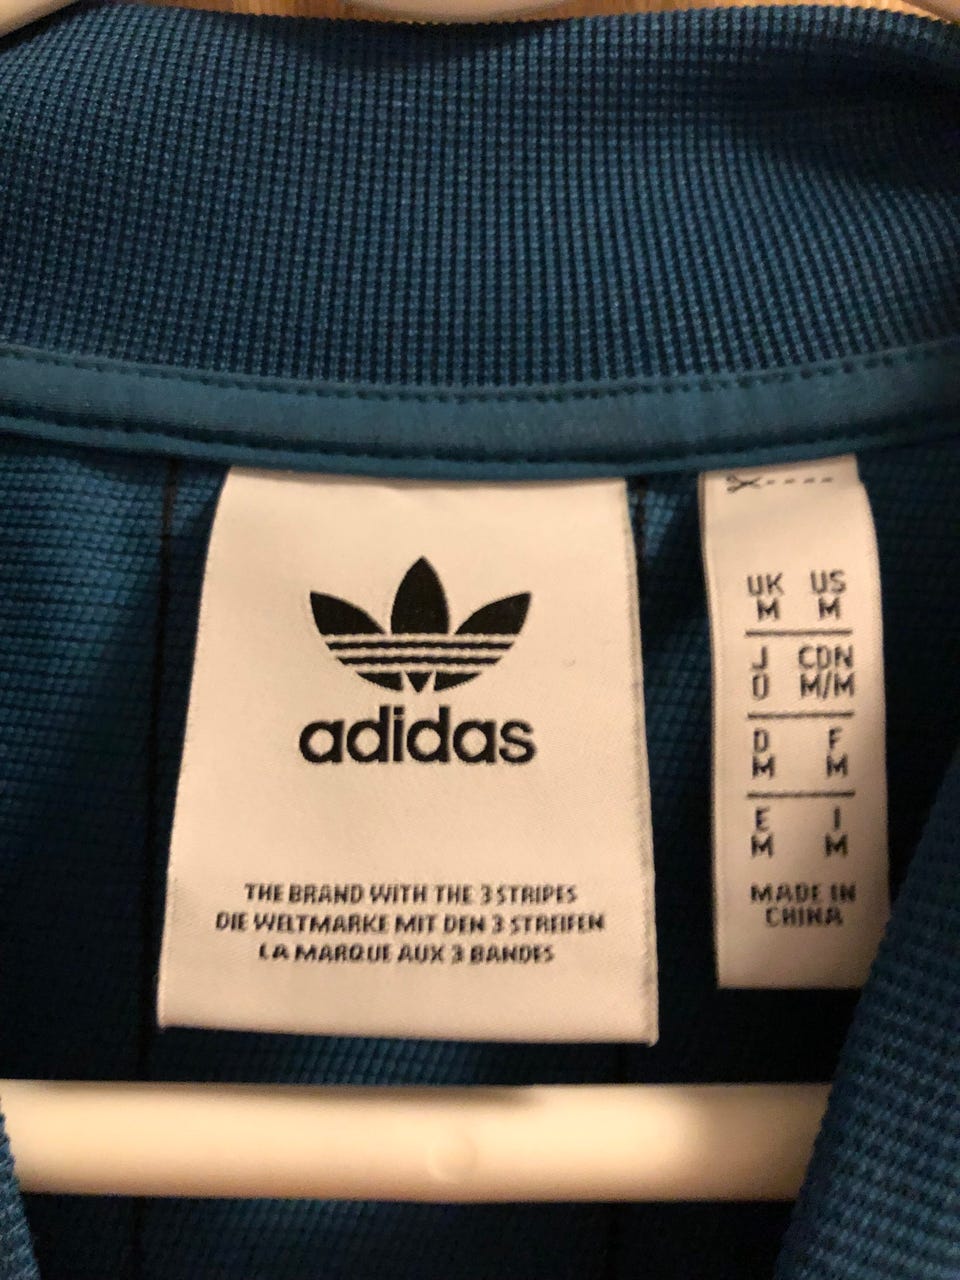 adidas
THE BRAND WITH THE 3 STRIPES
DIE WELTMARKE MIT DEN 3 STREIFEN
LA MARQUE AUX 3 BANDES
UK US
M M
J CDN
O M/M
D F
M M
E I
M M
MADE IN
CHINA